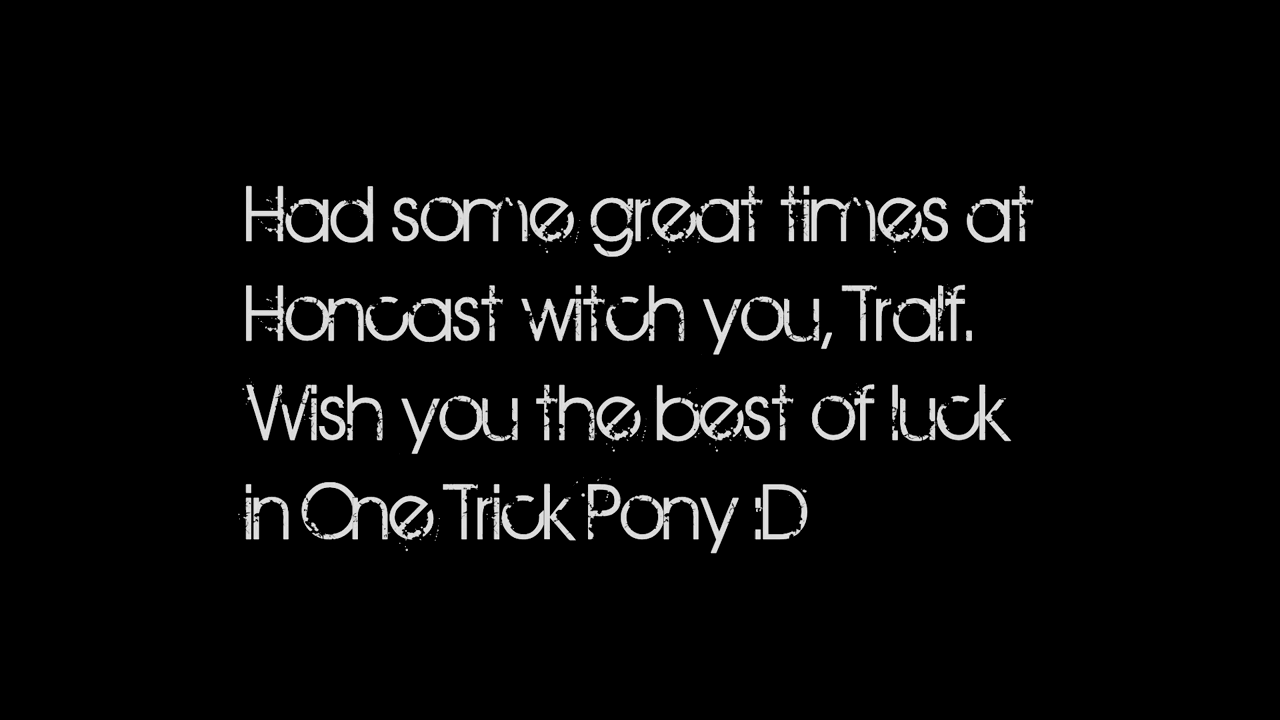 Had some great times at
Honcast witch you, Tralf.
Wish you the best of luck
in One Trick Pony :D